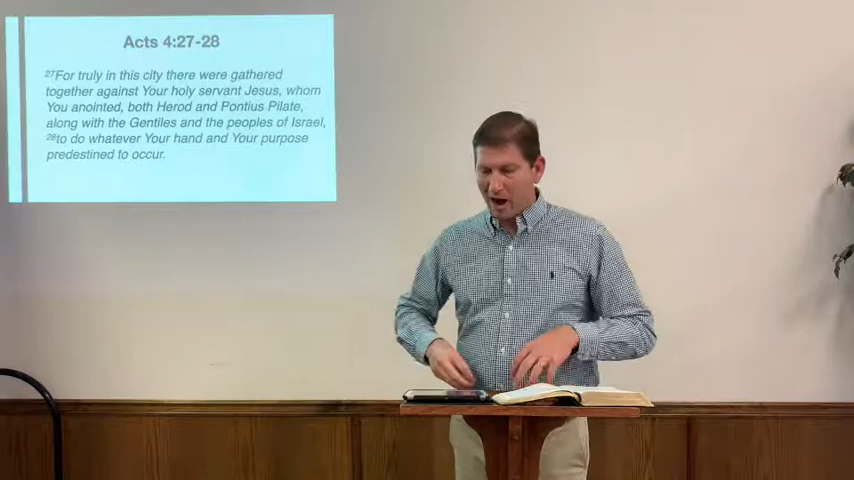 Acts 4:27-28
27For truly in this city there were gathered
together against Your holy servant Jesus, whom
You anointed, both Herod and Pontius Pilate,
along with the Gentiles and the peoples of Israel,
28to do whatever Your hand and Your purpose
predestined to occur.